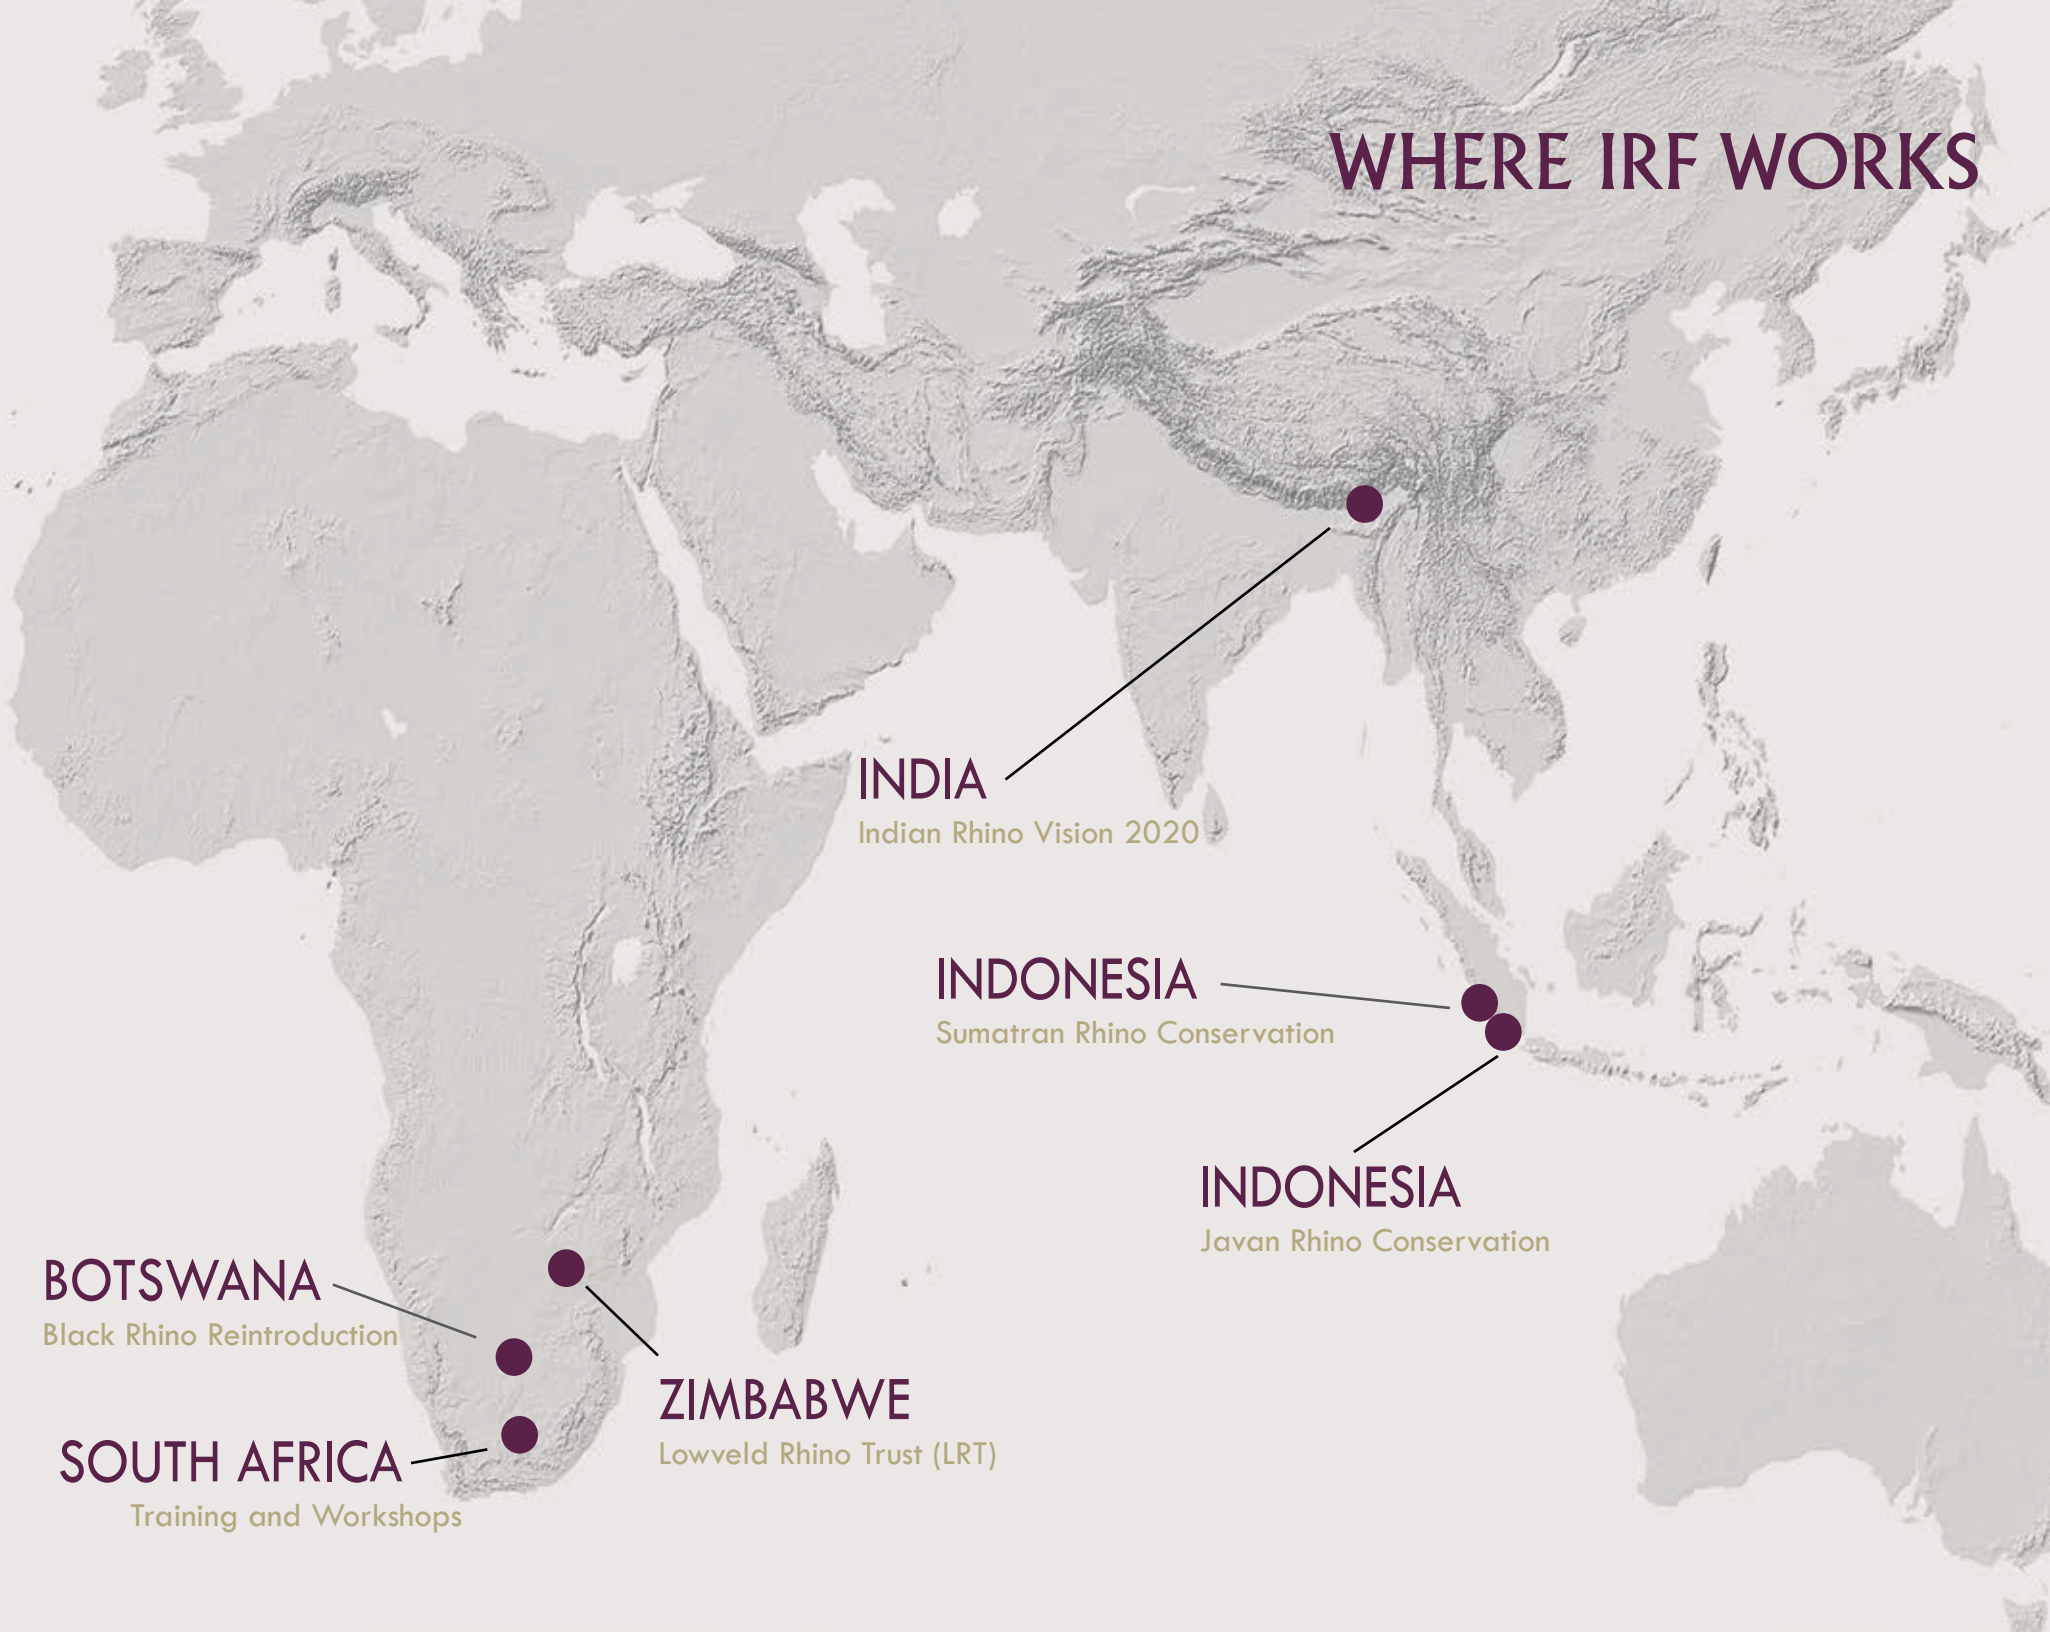 WHERE IRF WORKS
INDIA
Indian Rhino Vision 2020
INDONESIA
Sumatran Rhino Conservation
INDONESIA
Javan Rhino Conservation
BOTSWANA
Black Rhino Reintroduction
ZIMBABWE
Lowveld Rhino Trust (LRT)
SOUTH AFRICA
Training and Workshops